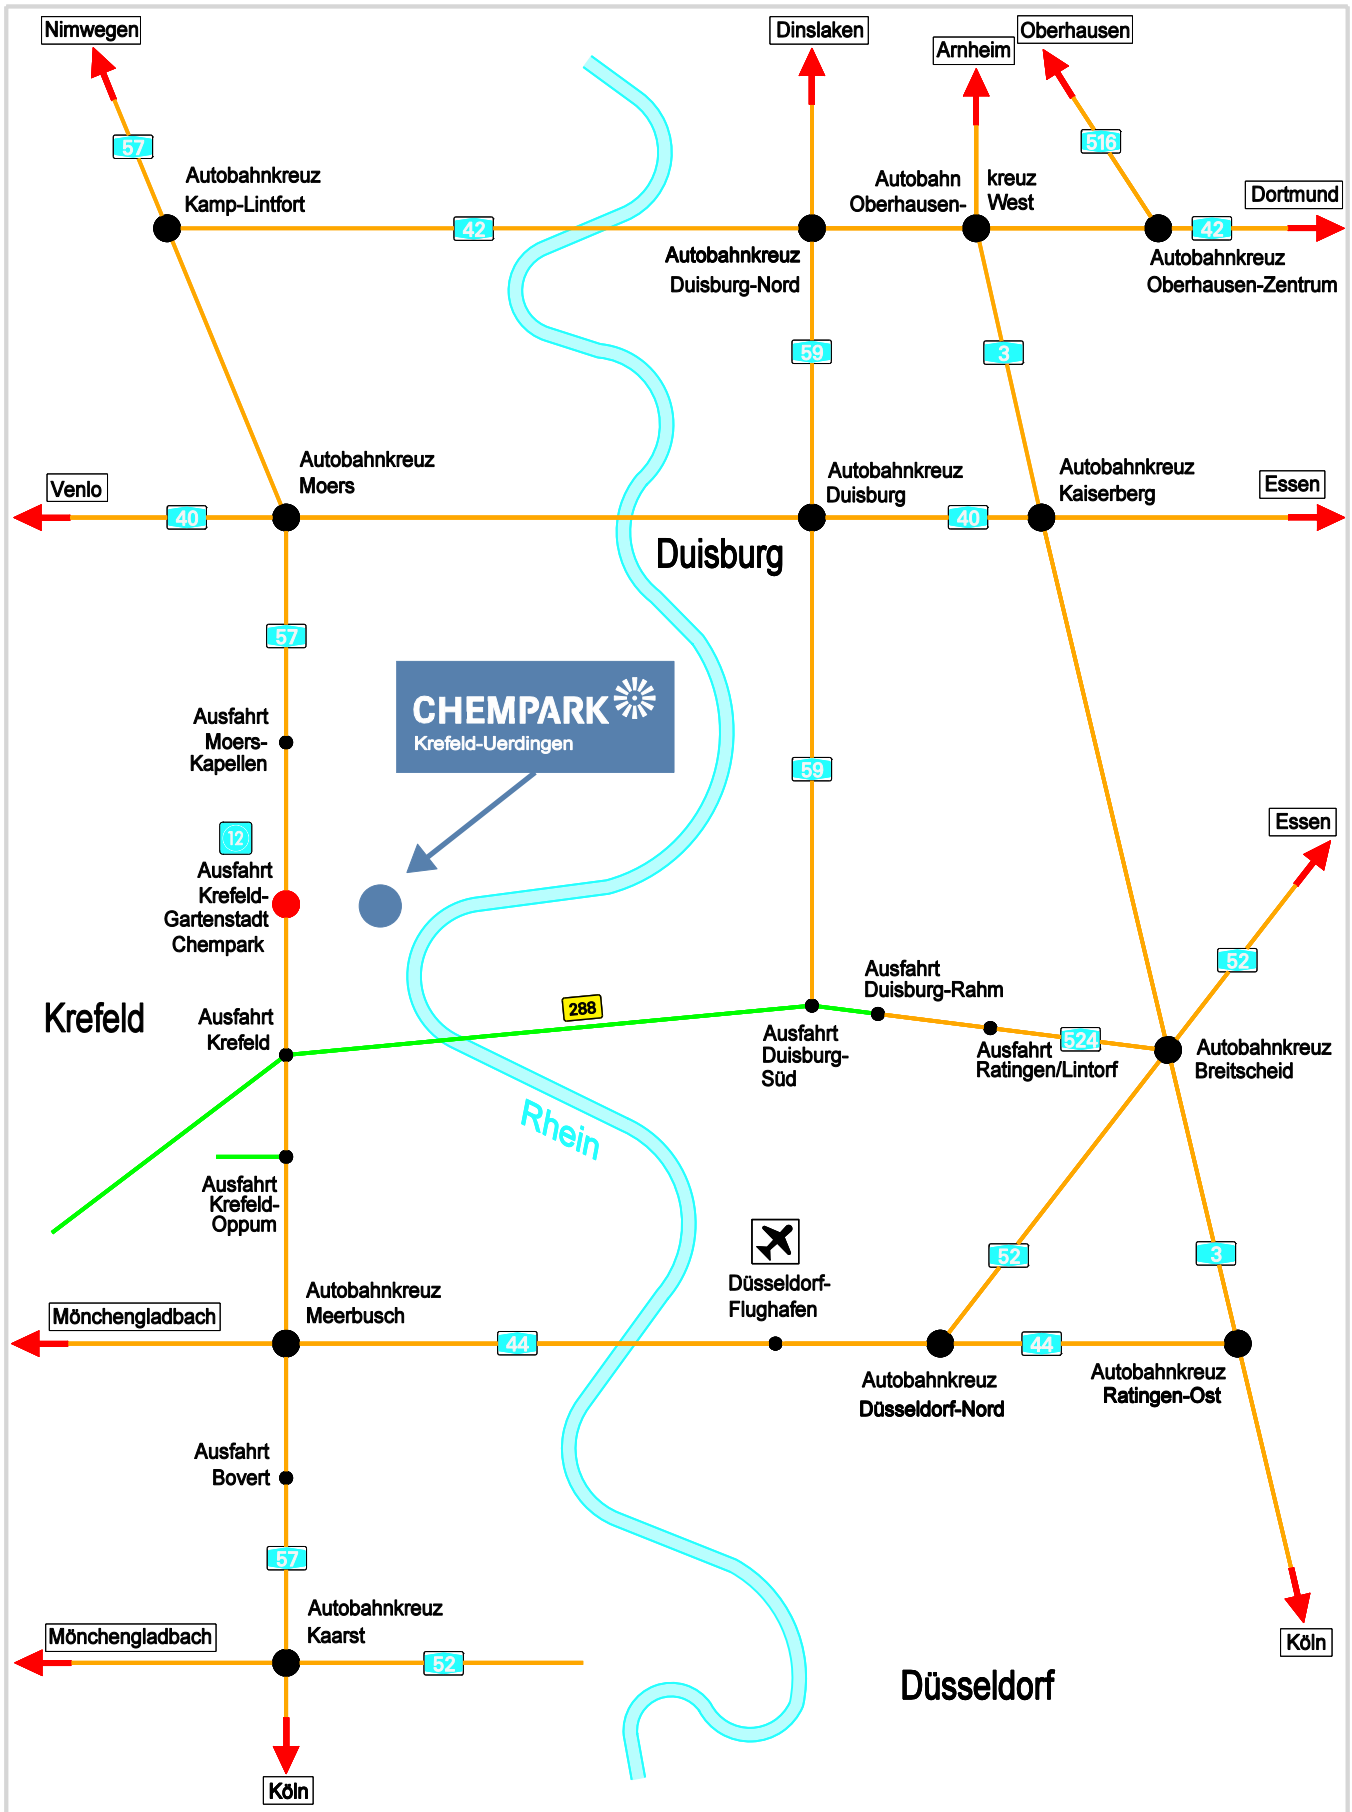 Nimwegen
Dinslaken
Arnheim
Oberhausen
57
516
Autobahnkreuz
Kamp-Lintfort
Autobahn kreuz
Oberhausen- West
Dortmund
42
42
Autobahnkreuz
Duisburg-Nord
Autobahnkreuz
Oberhausen-Zentrum
59
3
Autobahnkreuz
Moers
Autobahnkreuz
Duisburg
Autobahnkreuz
Kaiserberg
Venlo
Essen
40
40
Duisburg
57
CHEMPARK
Krefeld-Uerdingen
Ausfahrt
Moers-
Kapellen
59
12
Ausfahrt
Krefeld-
Gartenstadt
Chempark
Essen
52
Krefeld
Ausfahrt
Krefeld
288
Ausfahrt
Duisburg-Rahm
Ausfahrt
Duisburg-
Süd
Ausfahrt
Ratingen/Lintorf
524
Autobahnkreuz
Breitscheid
Rhein
Ausfahrt
Krefeld-
Oppum
52
3
Düsseldorf-
Flughafen
Autobahnkreuz
Meerbusch
Mönchengladbach
44
44
Autobahnkreuz
Düsseldorf-Nord
Autobahnkreuz
Ratingen-Ost
Ausfahrt
Bovert
57
Autobahnkreuz
Kaarst
Mönchengladbach
52
Köln
Düsseldorf
Köln